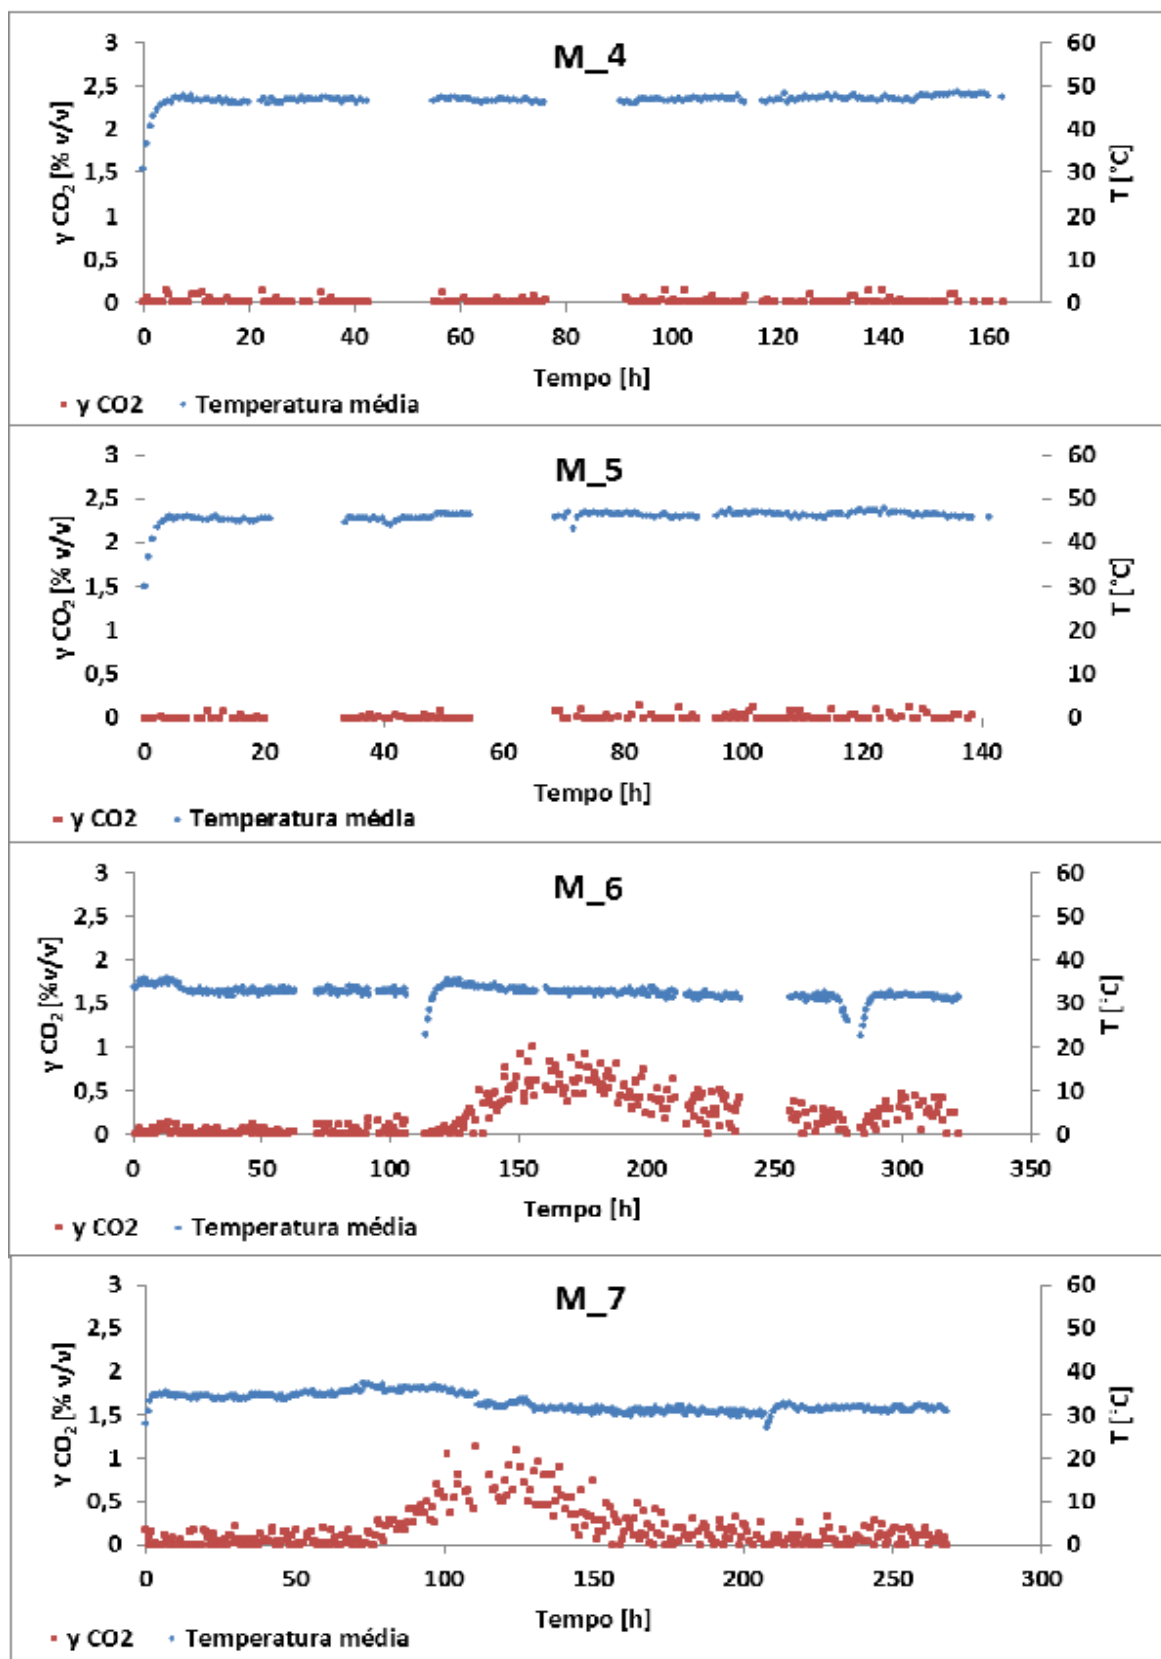 M_4
3
2,5
2
1,5
1
0,5
0
y CO₂ [% v/v]
60
50
40
30
20
10
0
T [°C]
0 20 40 60 80 100 120 140 160
Tempo [h]
y CO2 Temperatura média
M_5
3
2,5
2
1,5
1
0,5
0
y CO₂ [% v/v]
60
50
40
30
20
10
0
T [°C]
0 20 40 60 80 100 120 140
Tempo [h]
y CO2 Temperatura média
M_6
3
2,5
2
1,5
1
0,5
0
y CO₂ [%v/v]
60
50
40
30
20
10
0
T [°C]
0 50 100 150 200 250 300 350
Tempo [h]
y CO2 Temperatura média
M_7
3
2,5
2
1,5
1
0,5
0
y CO₂ [% v/v]
60
50
40
30
20
10
0
T [°C]
0 50 100 150 200 250 300
Tempo [h]
y CO2 Temperatura média